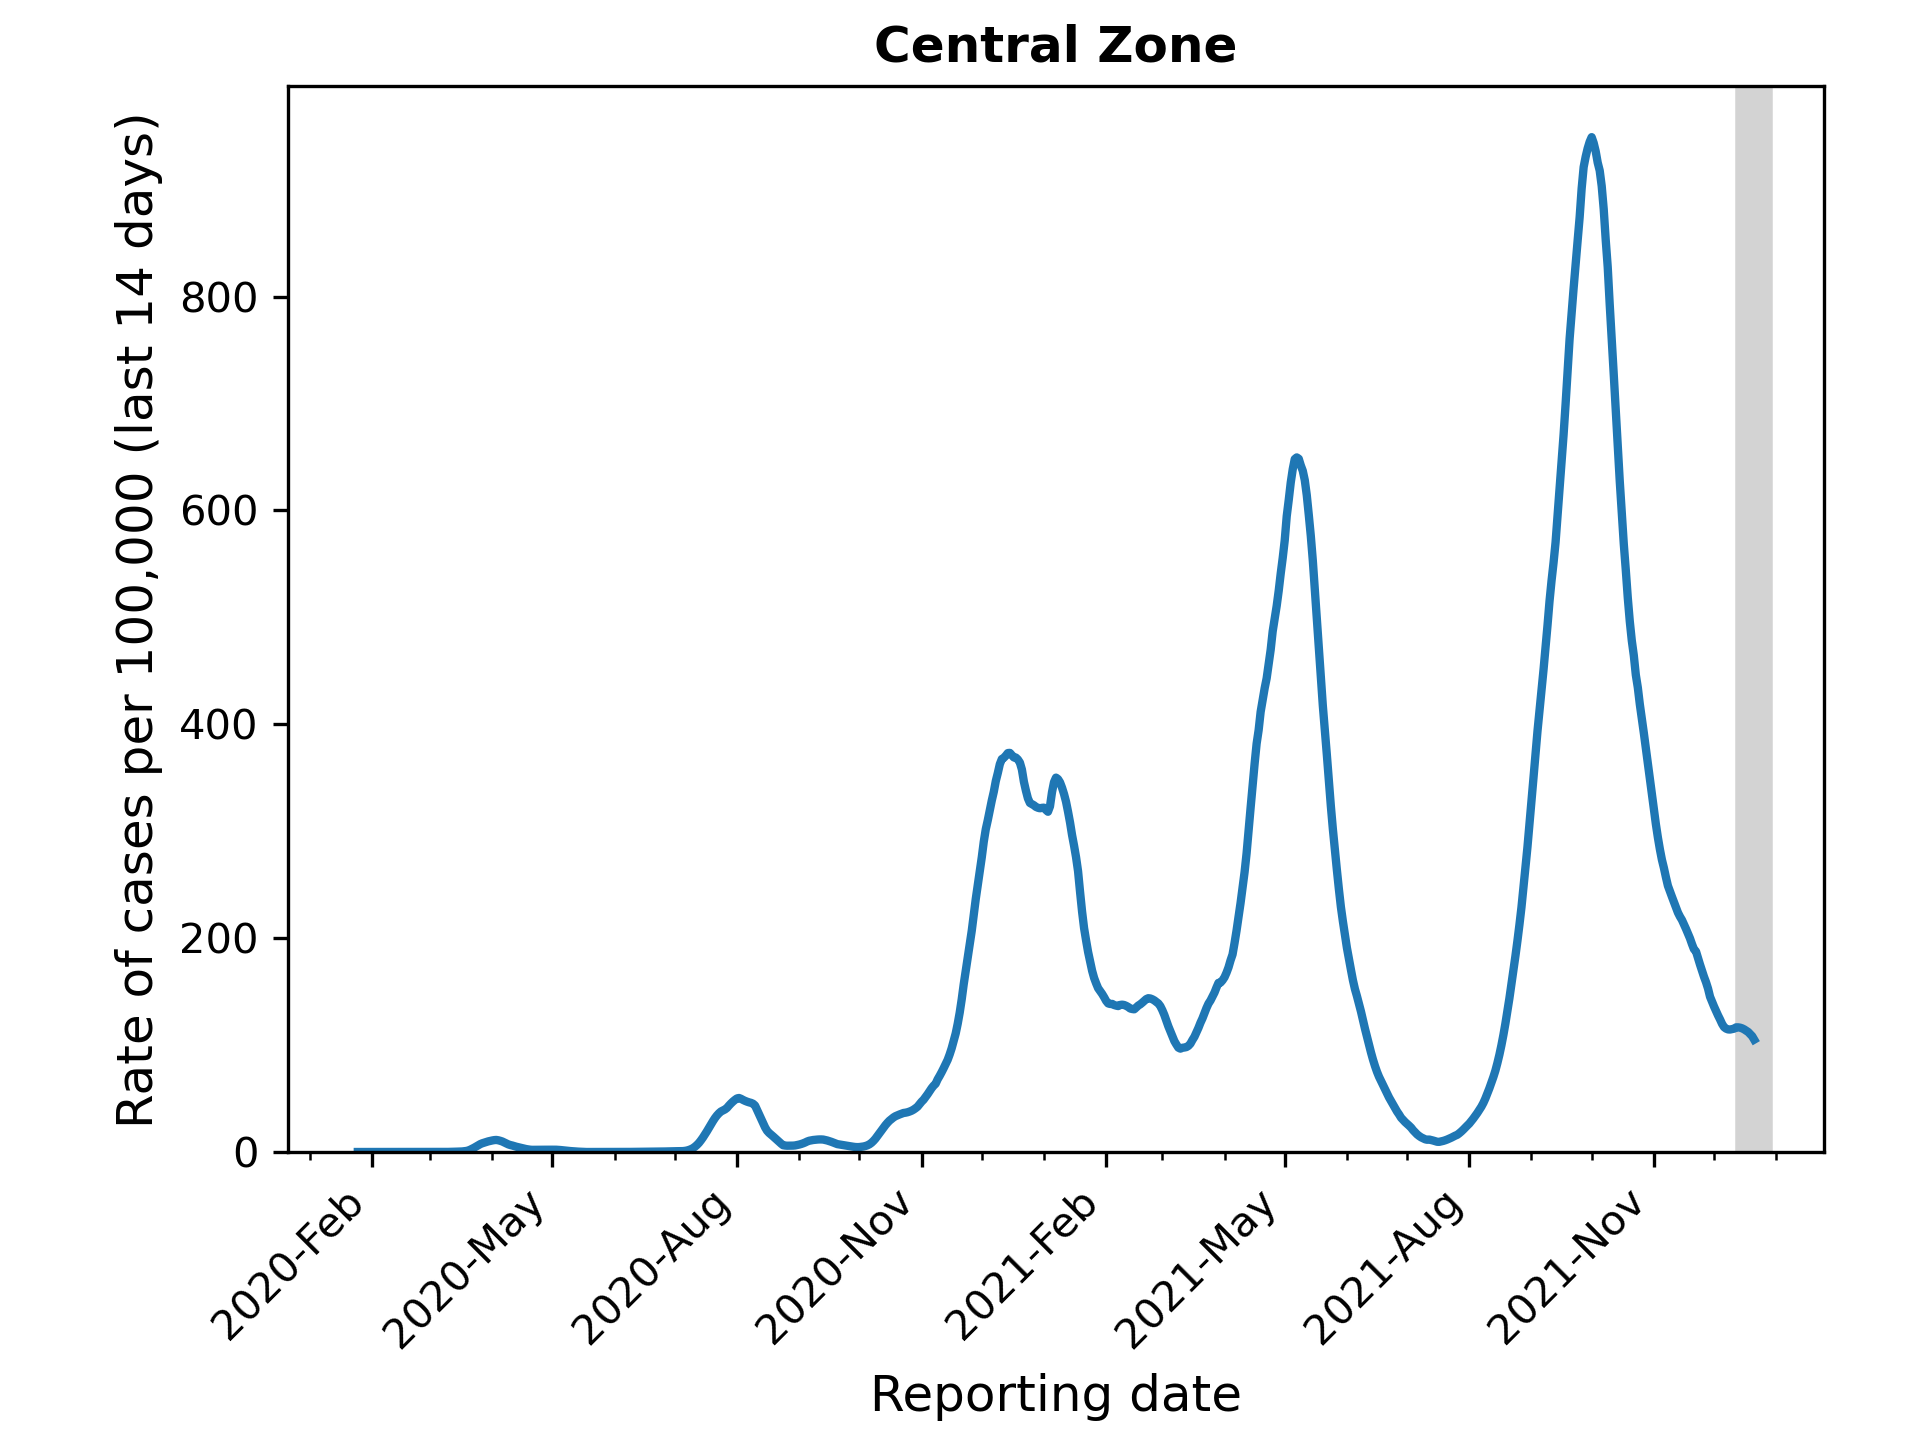 Central Zone
Rate of cases per 100,000 (last 14 days)
800
600
400
200
0
2020-Feb
2020-May
2020-Aug
2020-Nov
2021-Feb
2021-May
2021-Aug
2021-Nov
Reporting date